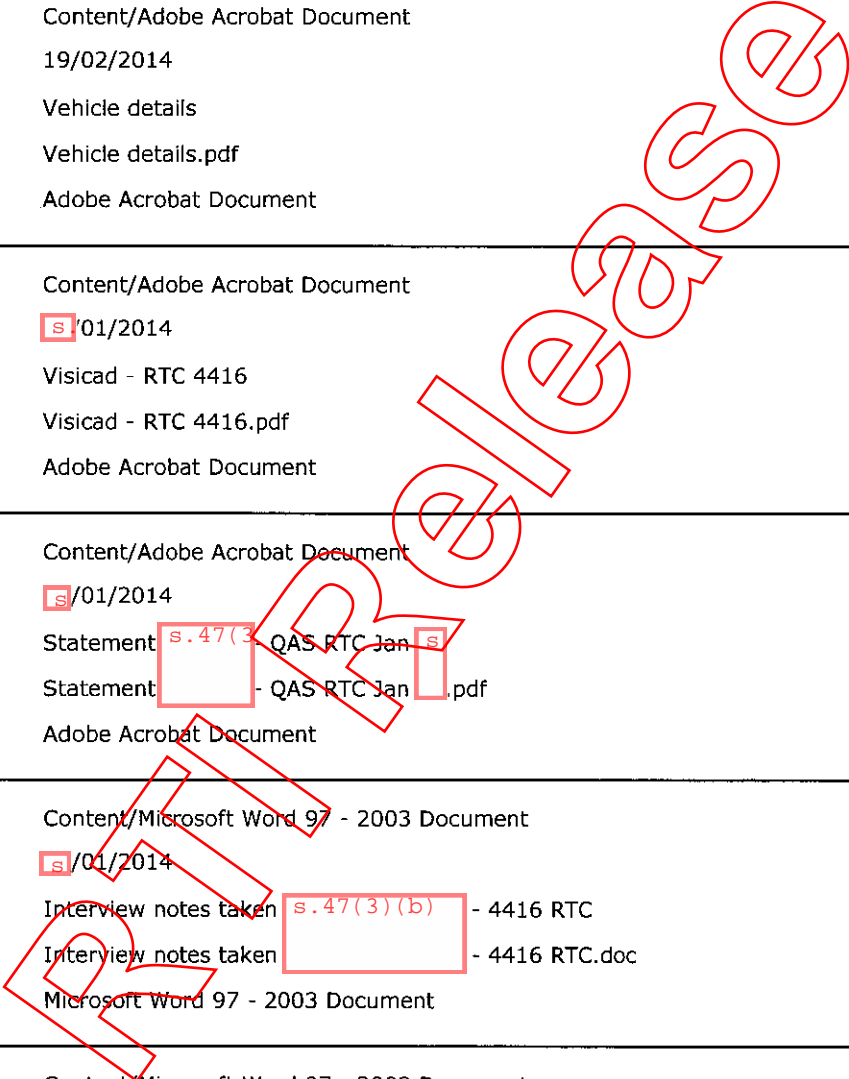 Content/Adobe Acrobat Document
19/02/2014
Vehicle details
Vehicle details.pdf
Adobe Acrobat Document
Content/Adobe Acrobat Document
s./01/2014
Visicad - RTC 4416
Visicad - RTC 4416.pdf
Adobe Acrobat Document
Content/Adobe Acrobat Document
s/01/2014
Statement s.47(3 - QAS RTC Jan s
Statement - QAS RTC Jan .pdf
Adobe Acrobat Document
Content/Microsoft Word 97 - 2003 Document
s/01/2014
Interview notes taken s.47(3)(b) - 4416 RTC
Interview notes taken - 4416 RTC.doc
Microsoft Word 97 - 2003 Document
RTI Release